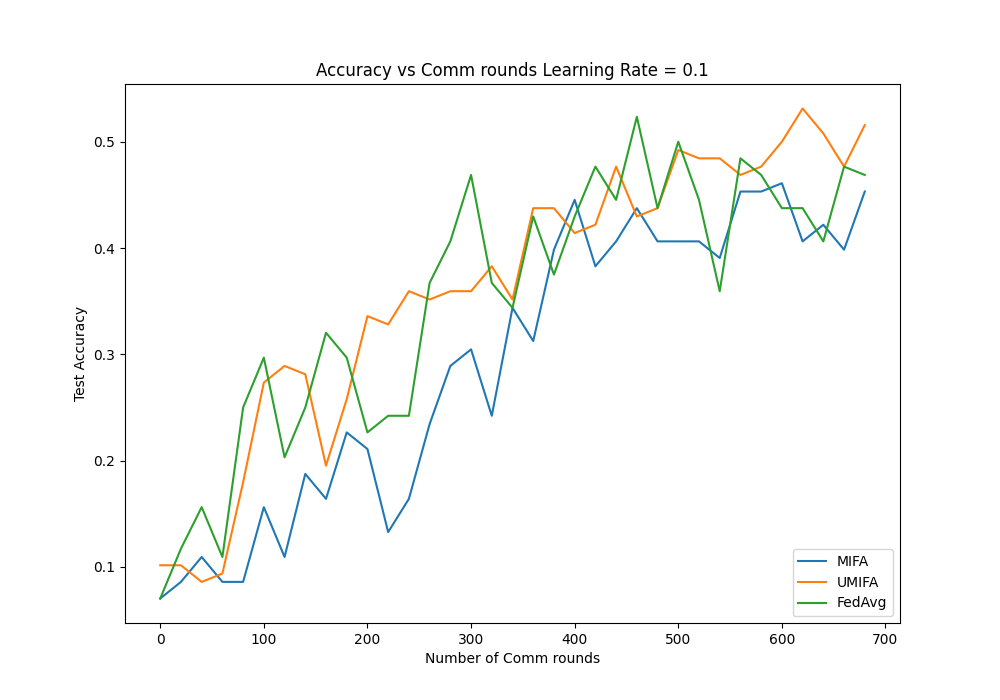 Accuracy vs Comm rounds Learning Rate = 0.1
Test Accuracy
0.5
0.4
0.3
0.2
0.1
0 100 200 300 400 500 600 700
Number of Comm rounds
MIFA
UMIFA
FedAvg